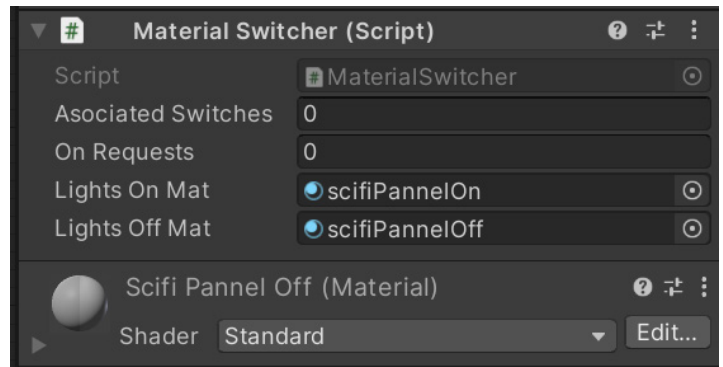 # Material Switcher (Script)
Script # MaterialSwitcher
Asociated Switches 0
On Requests 0
Lights On Mat scifiPannelOn
Lights Off Mat scifiPannelOff
Scifi Pannel Off (Material)
Shader Standard Edit...